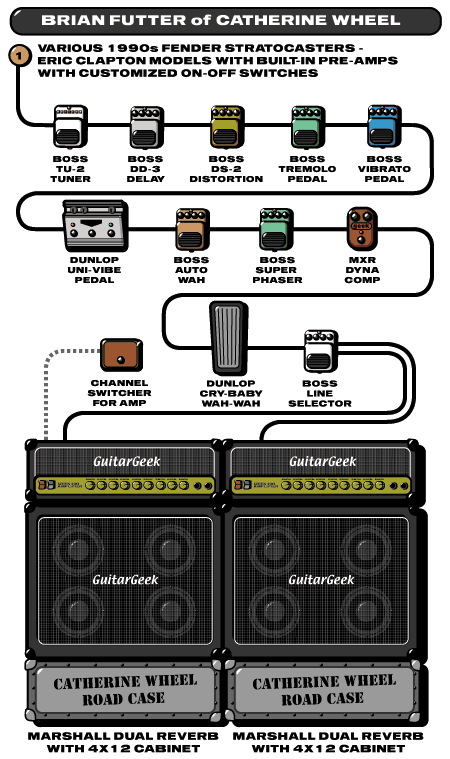 BRIAN FUTTER of CATHERINE WHEEL
1
VARIOUS 1990s FENDER STRATOCASTERS -
ERIC CLAPTON MODELS WITH BUILT-IN PRE-AMPS
WITH CUSTOMIZED ON-OFF SWITCHES
BOSS
TU-2
TUNER
BOSS
DD-3
DELAY
BOSS
DS-2
DISTORTION
BOSS
TREMOLO
PEDAL
BOSS
VIBRATO
PEDAL
DUNLOP
UNI-VIBE
PEDAL
BOSS
AUTO
WAH
BOSS
SUPER
PHASER
MXR
DYNA
COMP
CHANNEL
SWITCHER
FOR AMP
DUNLOP
CRY-BABY
WAH-WAH
BOSS
LINE
SELECTOR
GuitarGeek
GuitarGeek
GuitarGeek
GuitarGeek
CATHERINE WHEEL
ROAD CASE
CATHERINE WHEEL
ROAD CASE
MARSHALL DUAL REVERB
WITH 4X12 CABINET
MARSHALL DUAL REVERB
WITH 4X12 CABINET